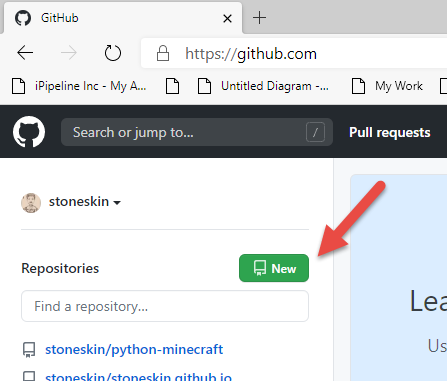 GitHub
https://github.com
iPipeline Inc - My A...
Untitled Diagram -...
My Work
Search or jump to...
/
Pull requests
stoneskin
Repositories
New
Find a repository...
Lea
Us
stoneskin/python-minecraft
stoneskin/stoneskin.github.io